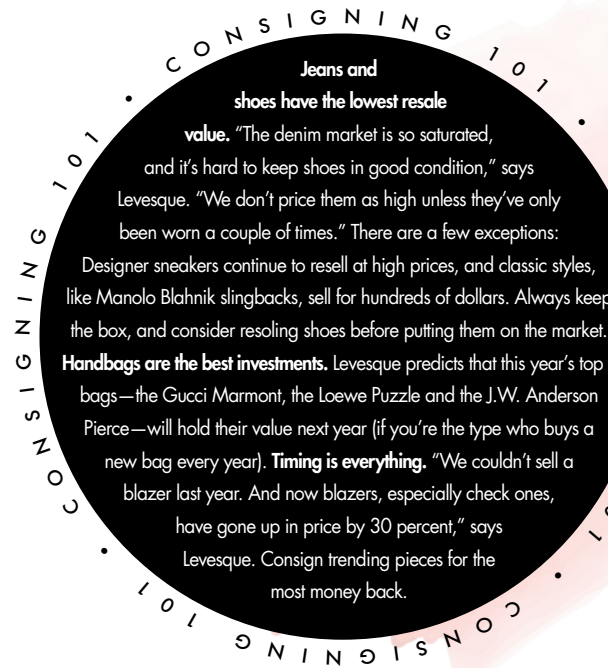 CONSIGNING 101 • CONSIGNING 101 • CONSIGNING 101 •
Jeans and
shoes have the lowest resale
value. “The denim market is so saturated,
and it’s hard to keep shoes in good condition,” says
Levesque. “We don’t price them as high unless they’ve only
been worn a couple of times.” There are a few exceptions:
Designer sneakers continue to resell at high prices, and classic styles,
like Manolo Blahnik slingbacks, sell for hundreds of dollars. Always keep
the box, and consider resoling shoes before putting them on the market.
Handbags are the best investments. Levesque predicts that this year’s top
bags—the Gucci Marmont, the Loewe Puzzle and the J.W. Anderson
Pierce—will hold their value next year (if you’re the type who buys a
new bag every year). Timing is everything. “We couldn’t sell a
blazer last year. And now blazers, especially check ones,
have gone up in price by 30 percent,” says
Levesque. Consign trending pieces for the
most money back.